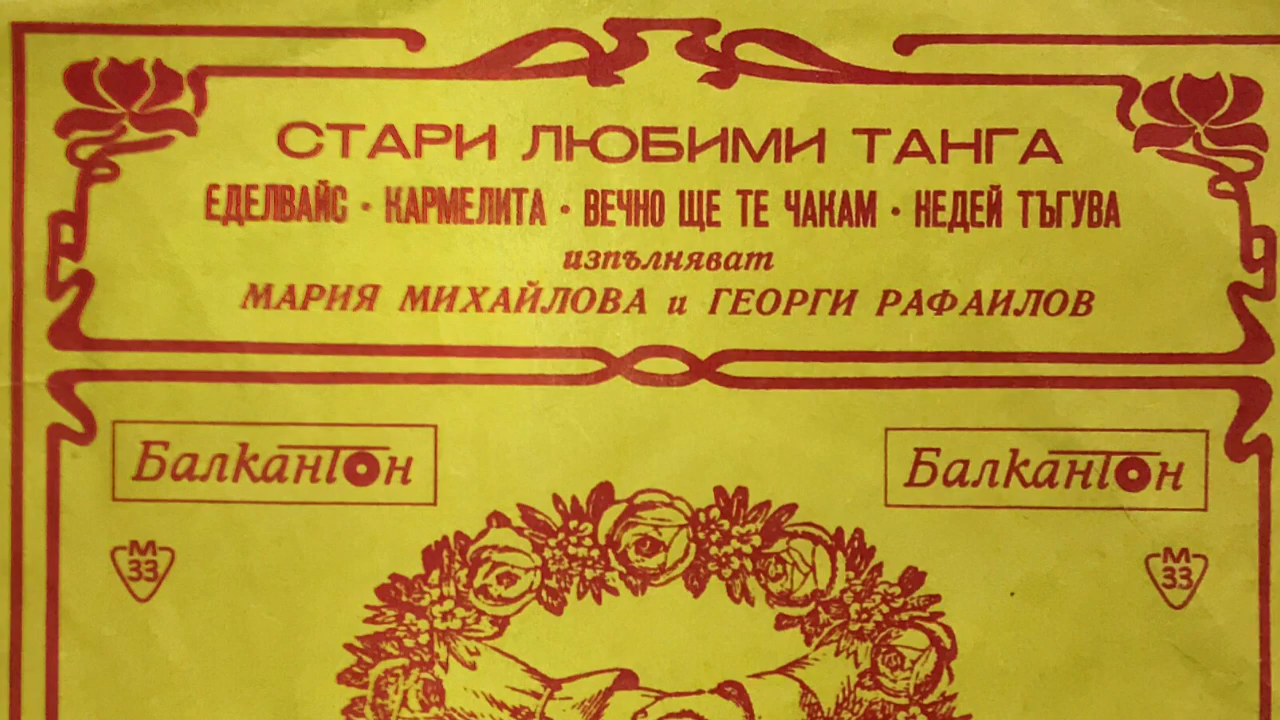 СТАРИ ЛЮБИМИ ТАНГА
ЕДЕЛВАЙС · КАРМЕЛИТА · ВЕЧНО ЩЕ ТЕ ЧАКАМ · НЕДЕЙ ТЪГУВА
изпълняват
МАРИЯ МИХАЙЛОВА и ГЕОРГИ РАФАИЛОВ
Балкантон Балкантон
М М
33 33